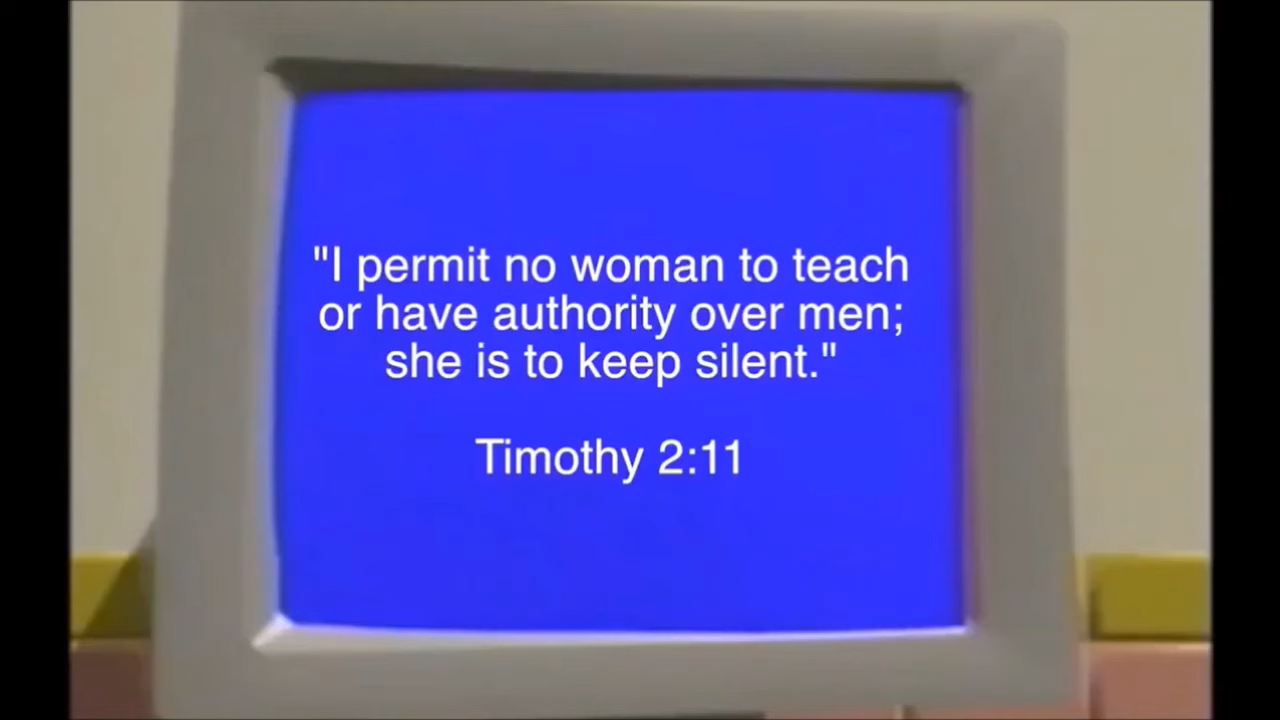 "I permit no woman to teach
or have authority over men;
she is to keep silent."
Timothy 2:11